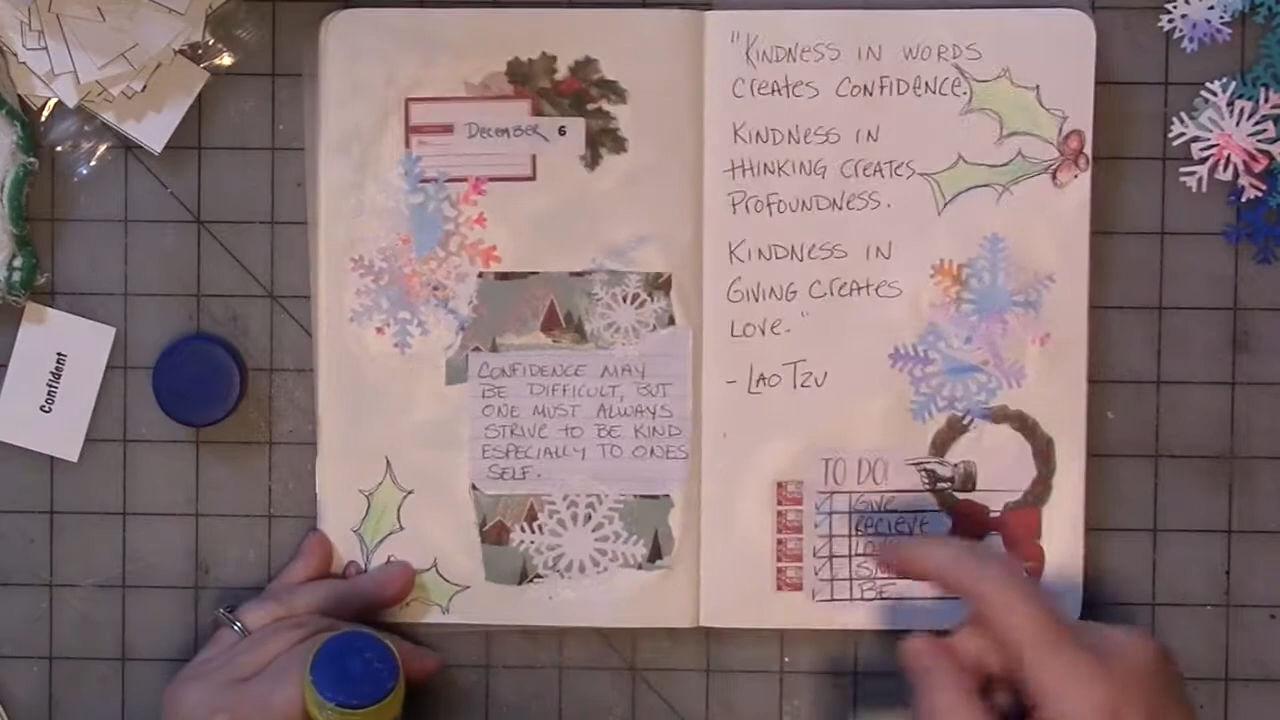 December 6
CONFIDENCE MAY
BE DIFFICULT, BUT
ONE MUST ALWAYS
STRIVE TO BE KIND
ESPECIALLY TO ONES
SELF.
"KINDNESS IN WORDS
CREATES CONFIDENCE.
KINDNESS IN
THINKING CREATES
PROFOUNDNESS.
KINDNESS IN
GIVING CREATES
LOVE."
- LAO TZU
TO DO!
GIVE
RECIEVE
BE
Confident